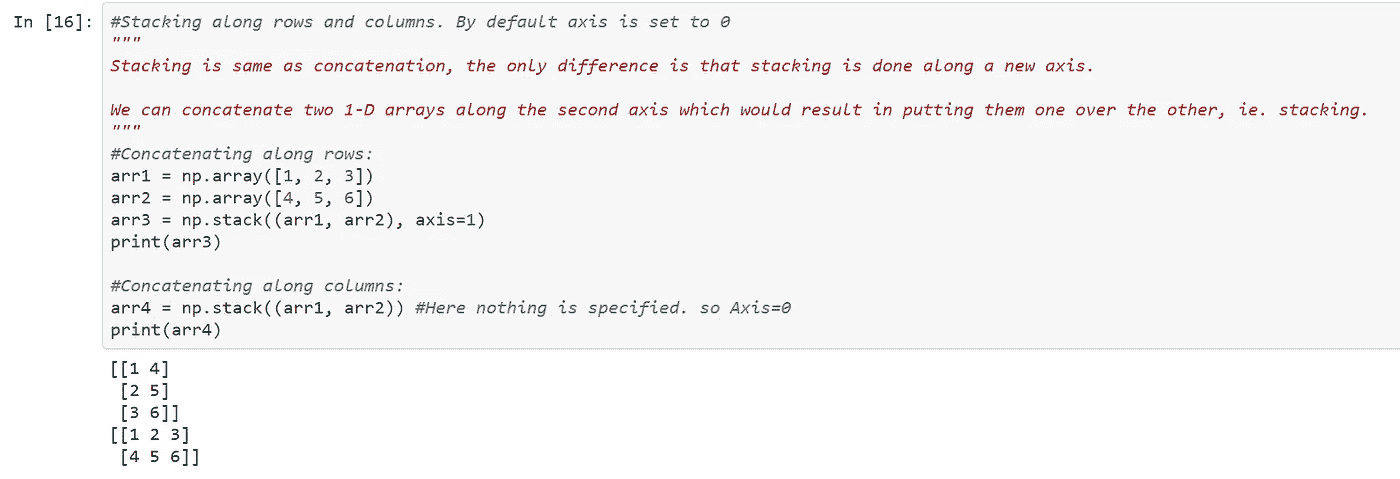 In [16]: #Stacking along rows and columns. By default axis is set to 0
"""
Stacking is same as concatenation, the only difference is that stacking is done along a new axis.
We can concatenate two 1-D arrays along the second axis which would result in putting them one over the other, ie. stacking.
"""
#Concatenating along rows:
arr1 = np.array([1, 2, 3])
arr2 = np.array([4, 5, 6])
arr3 = np.stack((arr1, arr2), axis=1)
print(arr3)
#Concatenating along columns:
arr4 = np.stack((arr1, arr2)) #Here nothing is specified. so Axis=0
print(arr4)
[[1 4]
[2 5]
[3 6]]
[[1 2 3]
[4 5 6]]